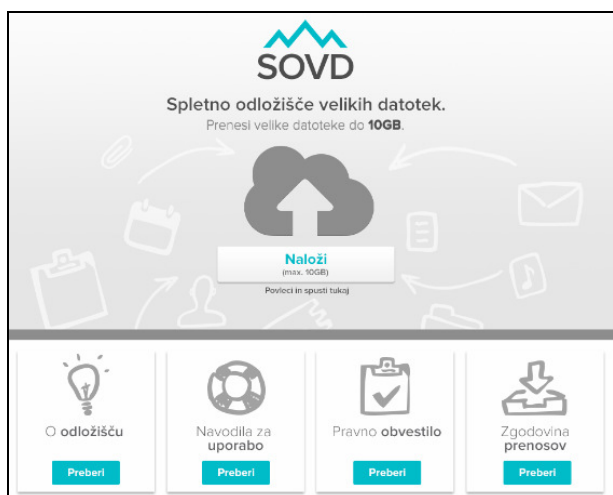 SOVD
Spletno odložišče velikih datotek.
Prenesi velike datoteke do 10GB.
Naloži
(max. 10GB)
Povleci in spusti tukaj
O odložišču
Preberi
Navodila za
uporabo
Preberi
Pravno obvestilo
Preberi
Zgodovina
prenosov
Preberi